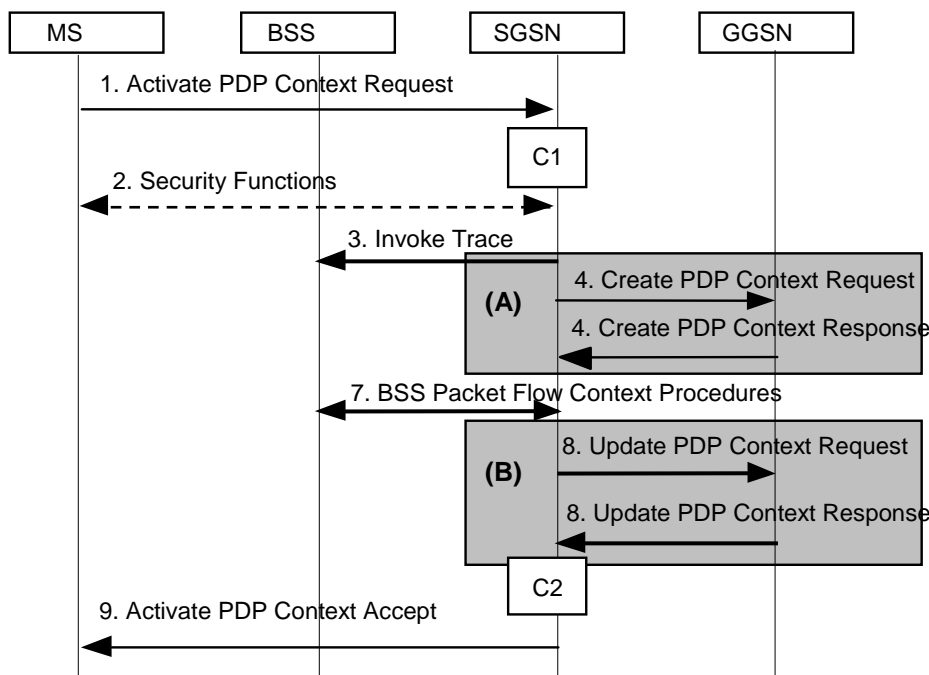 MS
BSS
SGSN
GGSN
1. Activate PDP Context Request
C1
2. Security Functions
3. Invoke Trace
(A)
4. Create PDP Context Request
4. Create PDP Context Response
7. BSS Packet Flow Context Procedures
(B)
8. Update PDP Context Request
8. Update PDP Context Response
C2
9. Activate PDP Context Accept